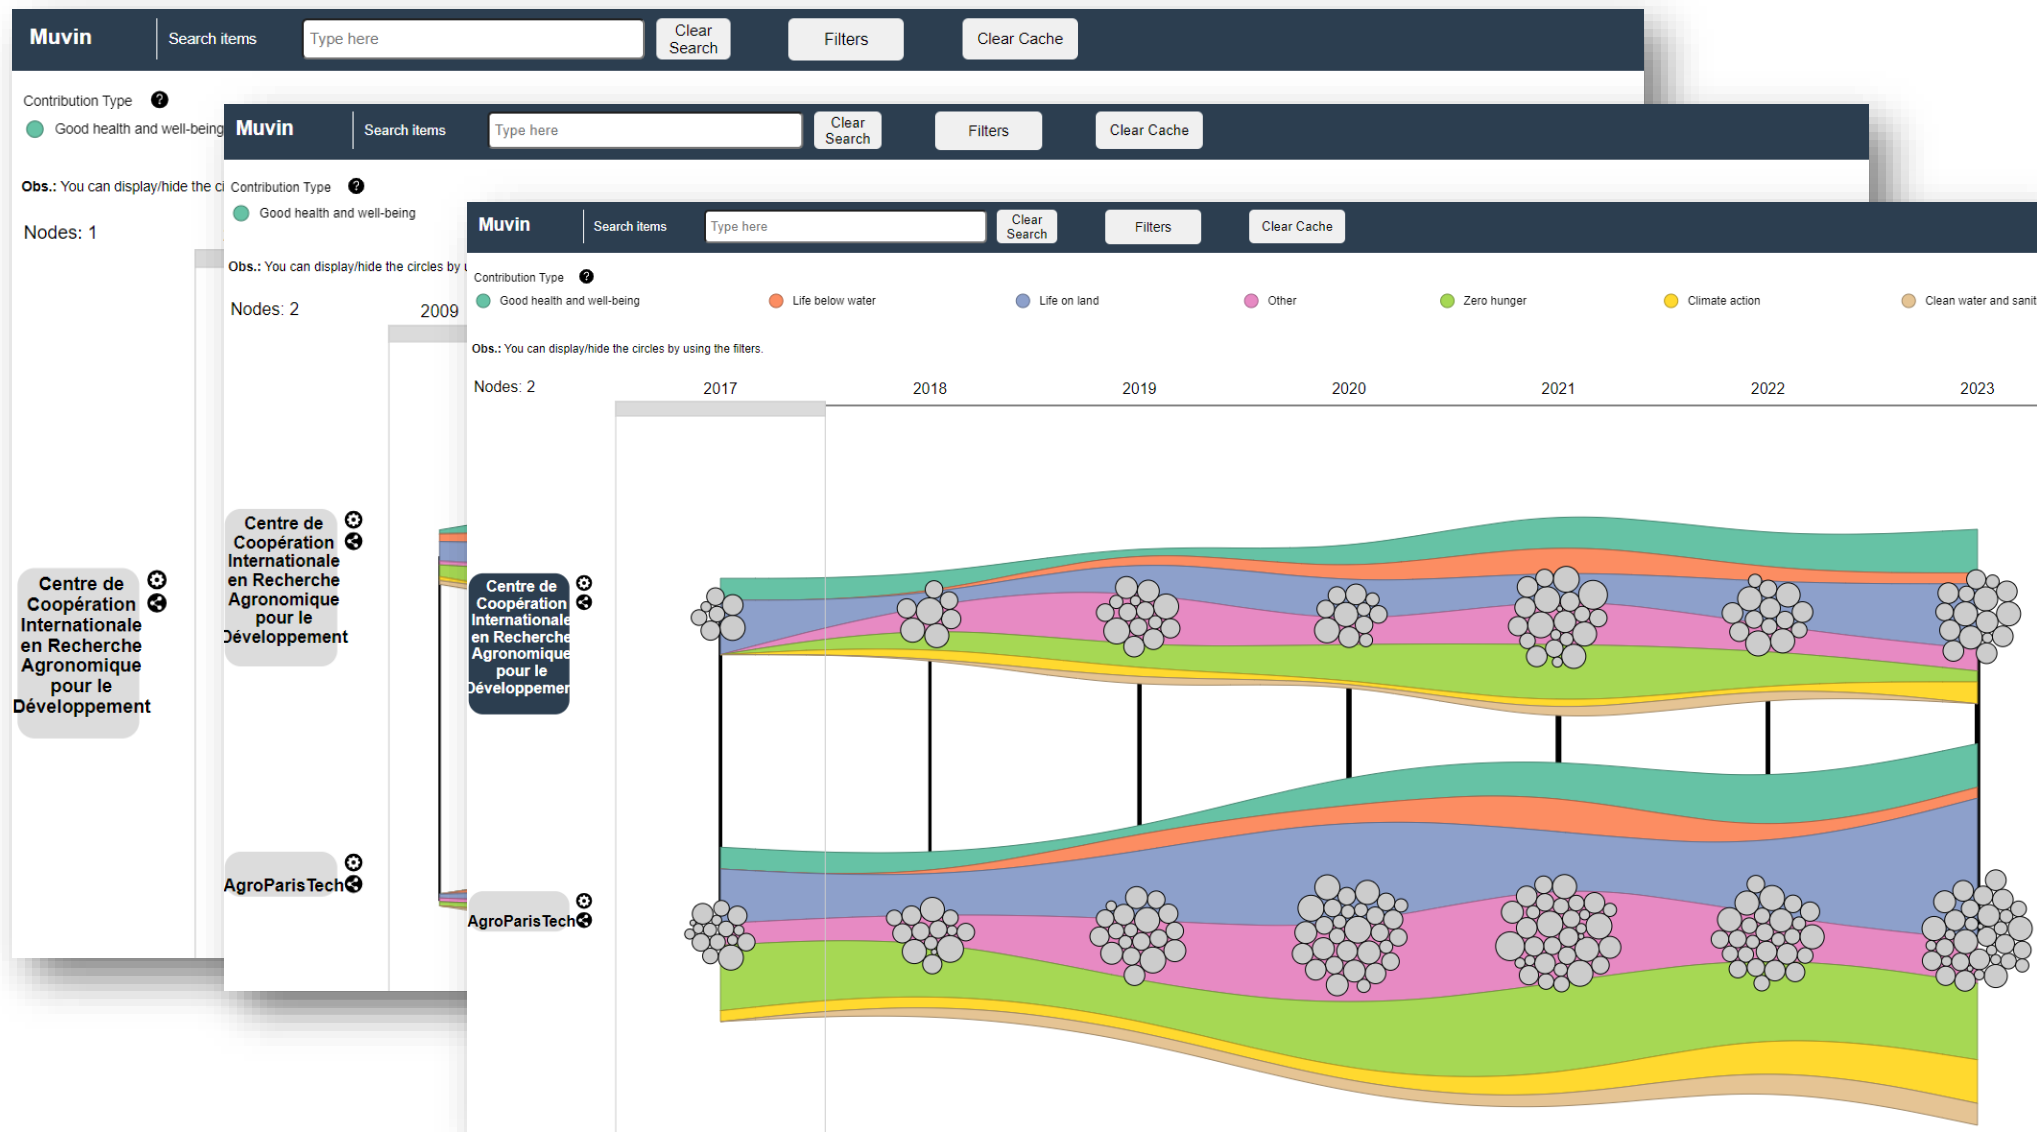 Muvin
Search items
Type here
Clear
Search
Filters
Clear Cache
Contribution Type ?
Good health and well-being
Obs.: You can display/hide the ci
Nodes: 1
Centre de
Coopération
Internationale
en Recherche
Agronomique
pour le
Développement
Muvin
Search items
Type here
Clear
Search
Filters
Clear Cache
Contribution Type ?
Good health and well-being
Obs.: You can display/hide the circles by u
Nodes: 2
2009
Centre de
Coopération
Internationale
en Recherche
Agronomique
pour le
Développement
AgroParisTech
Muvin
Search items
Type here
Clear
Search
Filters
Clear Cache
Contribution Type ?
Good health and well-being
Life below water
Life on land
Other
Zero hunger
Climate action
Clean water and sanit
Obs.: You can display/hide the circles by using the filters.
Nodes: 2
2017 2018 2019 2020 2021 2022 2023
Centre de
Coopération
Internationale
en Recherche
Agronomique
pour le
Développemen
AgroParisTech